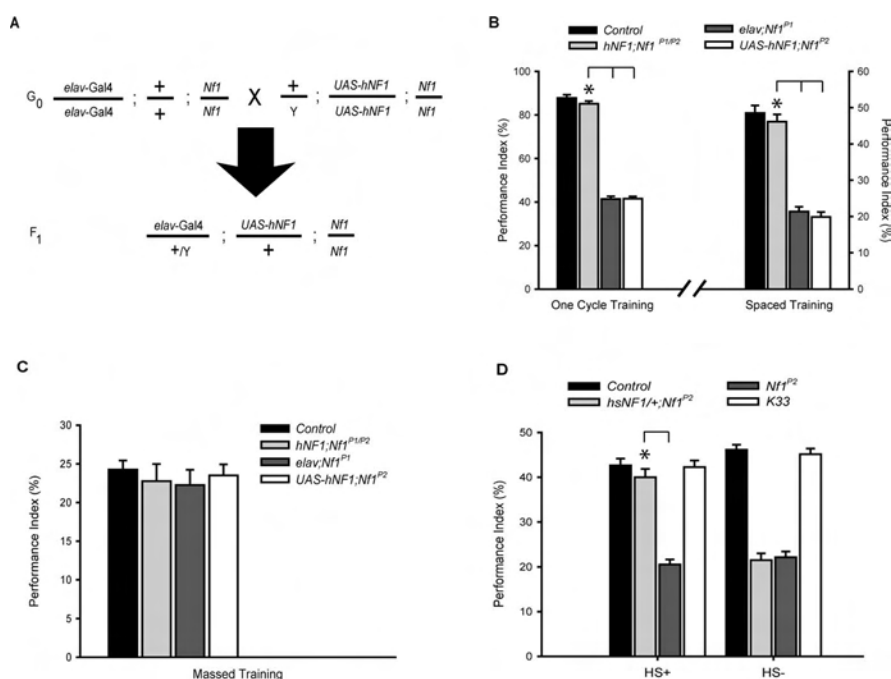 A
G0 elav-Gal4 / elav-Gal4 ; + / + ; Nf1 / Nf1 X + / Y ; UAS-hNF1 / UAS-hNF1 ; Nf1 / Nf1
F1 elav-Gal4 / +/Y ; UAS-hNF1 / + ; Nf1 / Nf1
B
Control
elav;Nf1P1
hNF1;Nf1 P1/P2
UAS-hNF1;Nf1P2
Performance Index (%)
100
80
60
40
20
0
*
*
60
50
40
30
20
10
0
Performance Index (%)
One Cycle Training
Spaced Training
C
Control
hNF1;Nf1P1/P2
elav;Nf1P1
UAS-hNF1;Nf1P2
Performance Index (%)
30
25
20
15
10
5
0
Massed Training
D
Control
Nf1P2
hsNF1/+;Nf1P2
K33
Performance Index (%)
50
40
30
20
10
0
*
HS+
HS-